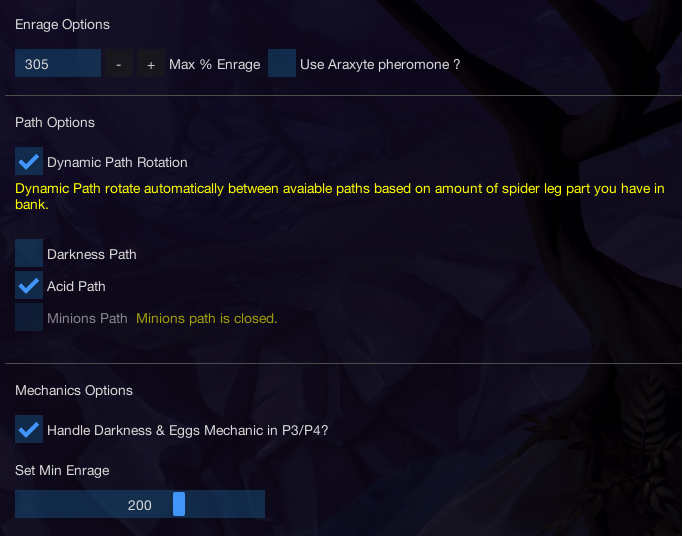 Enrage Options
305 - + Max % Enrage Use Araxyte pheromone ?
Path Options
Dynamic Path Rotation
Dynamic Path rotate automatically between avaiable paths based on amount of spider leg part you have in
bank.
Darkness Path
Acid Path
Minions Path Minions path is closed.
Mechanics Options
Handle Darkness & Eggs Mechanic in P3/P4?
Set Min Enrage
200